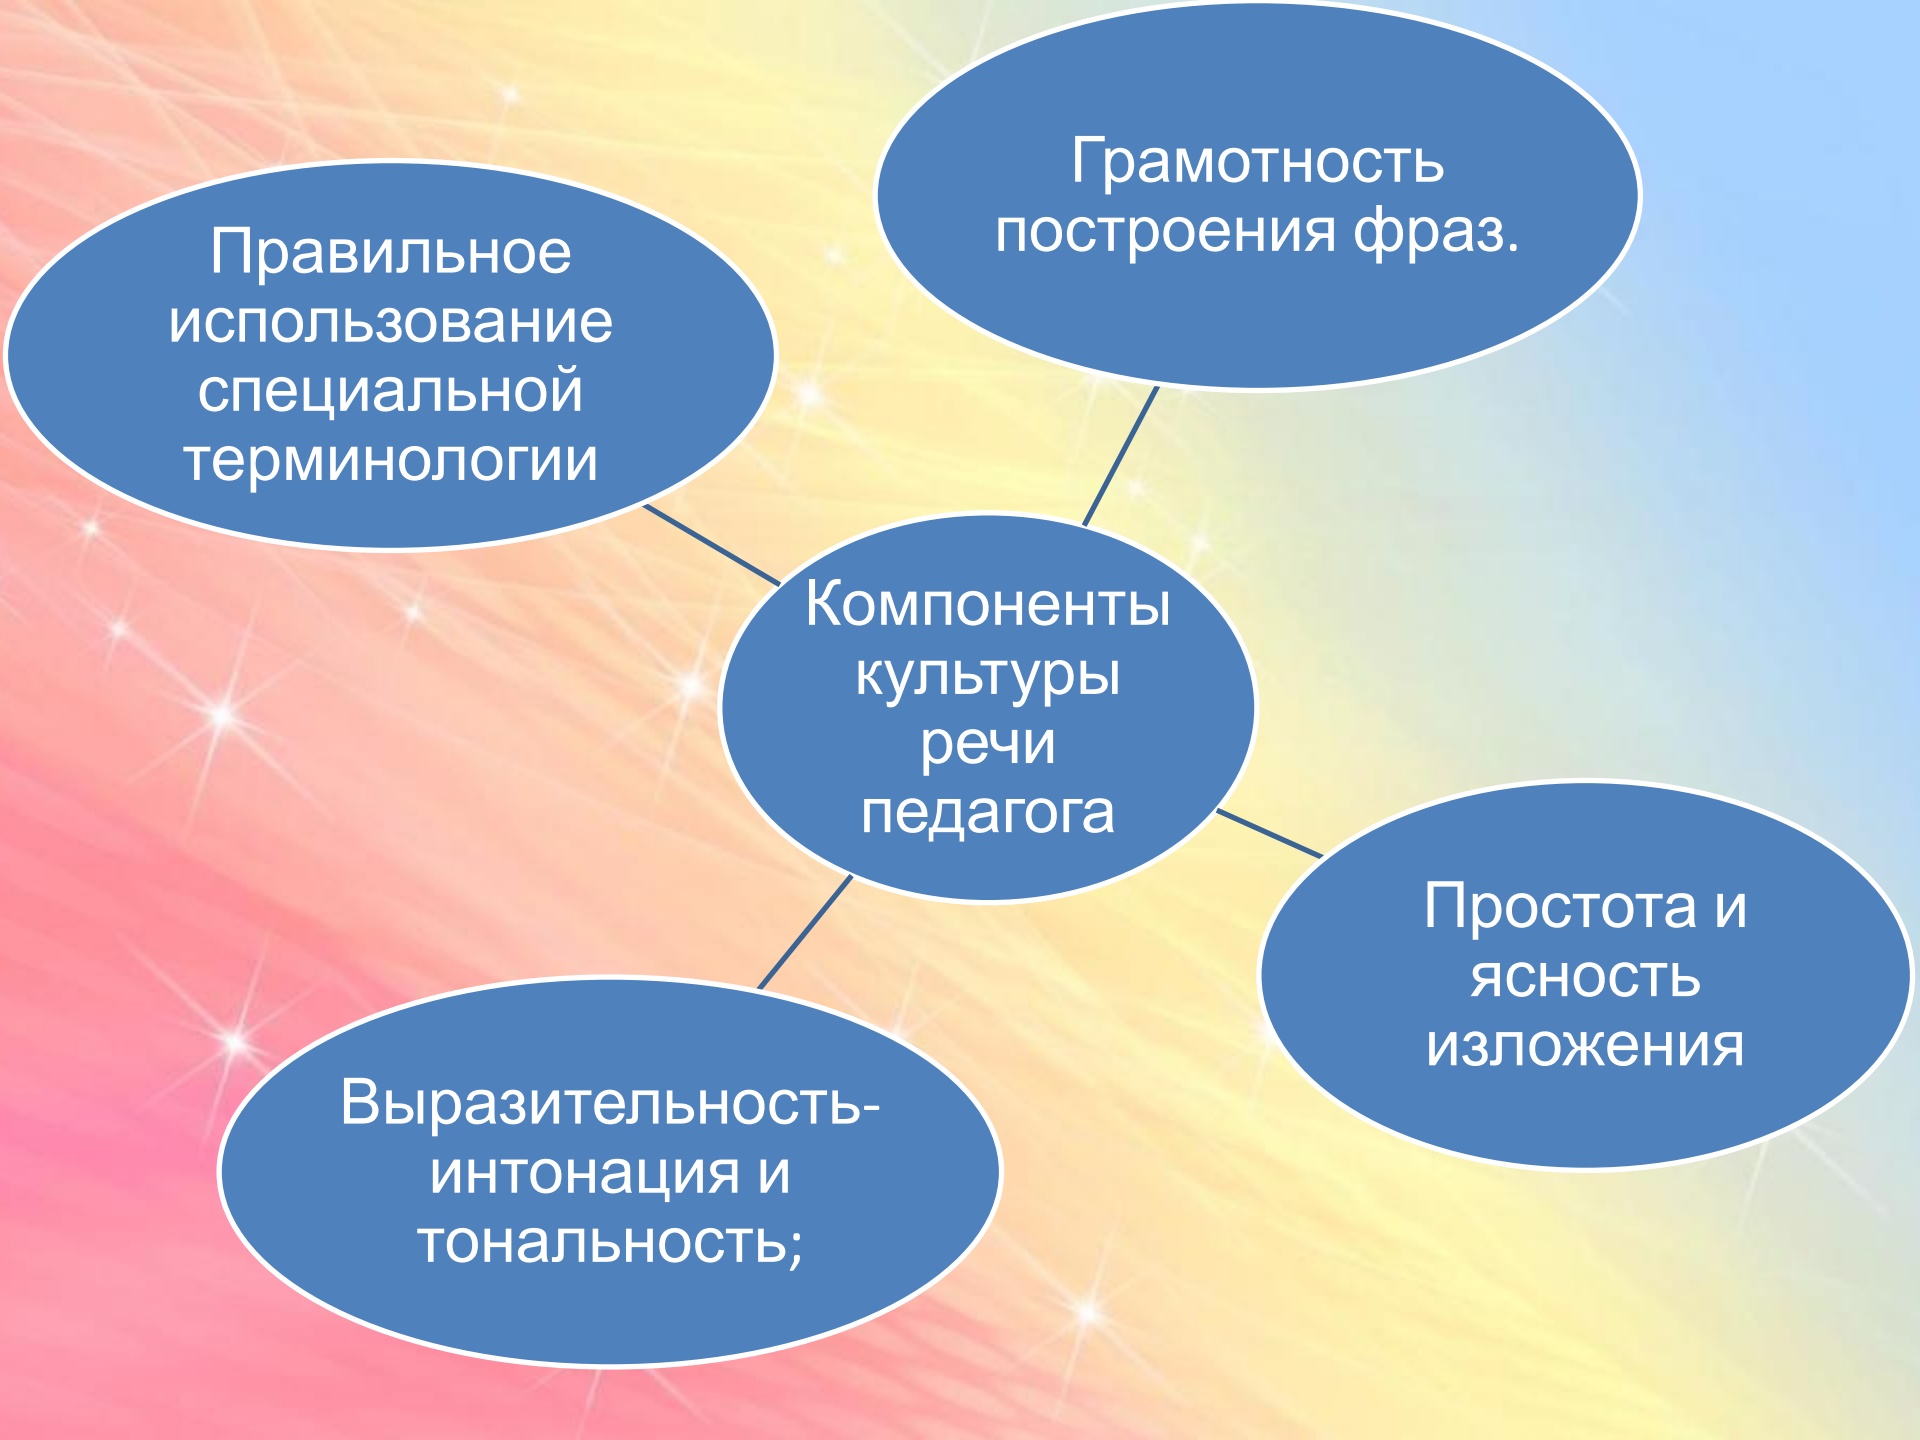 Грамотность
построения фраз.
Правильное
использование
специальной
терминологии
Компоненты
культуры
речи
педагога
Простота и
ясность
изложения
Выразительность-
интонация и
тональность;